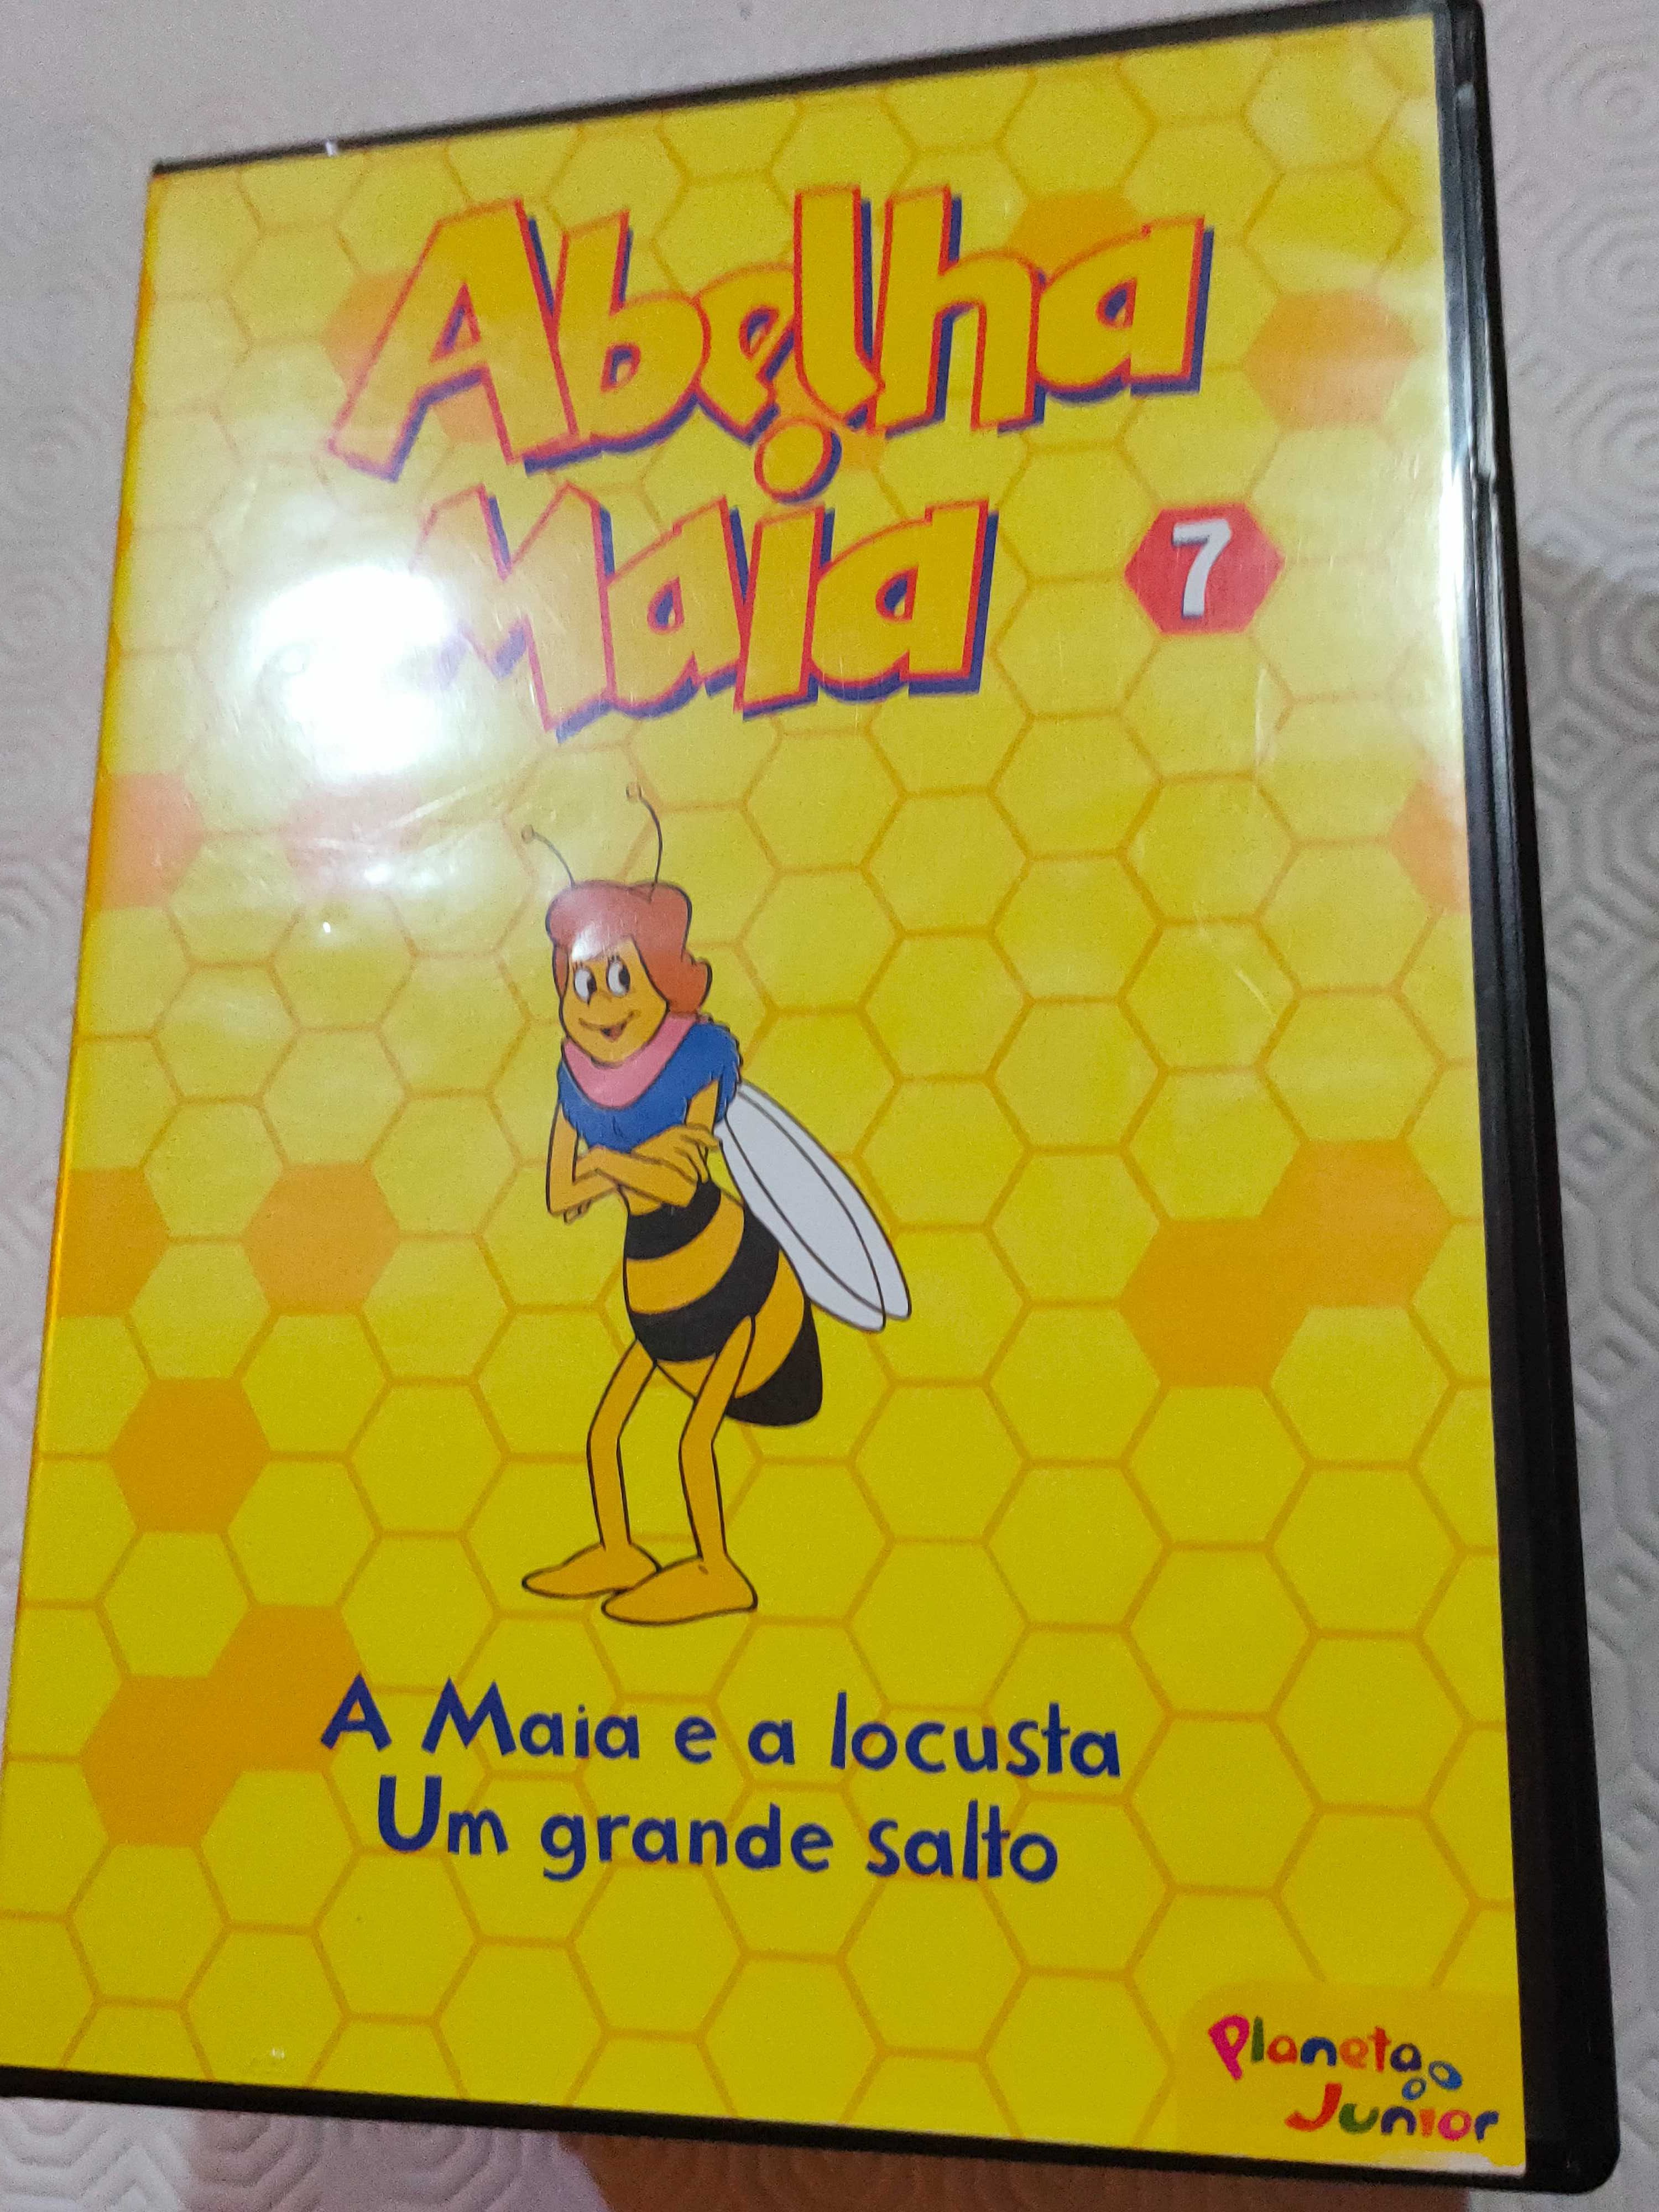 Abelha
Maia
7
A Maia e a locusta
Um grande salto
Planeta
Junior